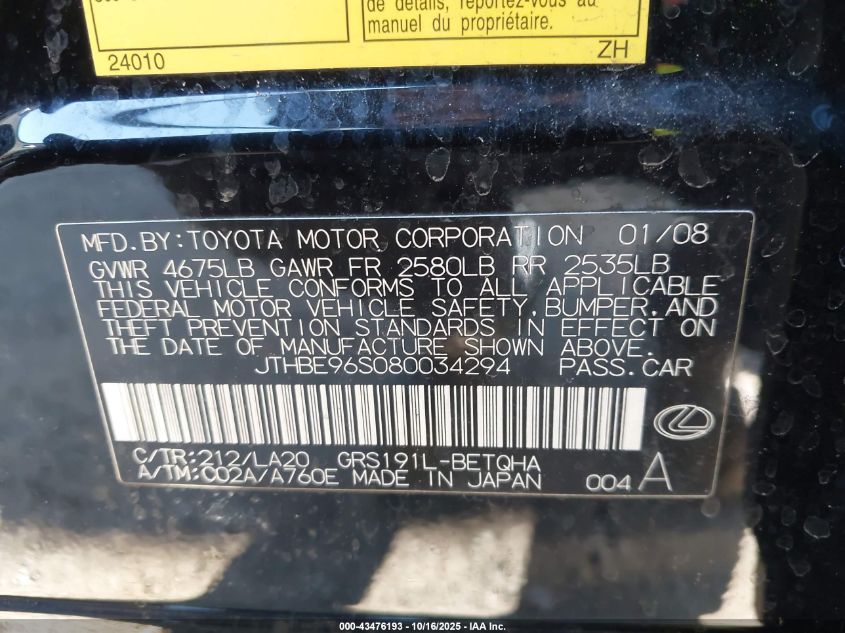 de détails, reportez-vous au
manuel du propriétaire.
24010 ZH
MFD.BY:TOYOTA MOTOR CORPORATION 01/08
GVWR 4675LB GAWR FR 2580LB RR 2535LB
THIS VEHICLE CONFORMS TO ALL APPLICABLE
FEDERAL MOTOR VEHICLE SAFETY,BUMPER,AND
THEFT PREVENTION STANDARDS IN EFFECT ON
THE DATE OF MANUFACTURE SHOWN ABOVE.
JTHBE96S080034294 PASS.CAR
C/TR:212/LA20 GRS191L-BETQHA
A/TM:C02A/A760E MADE IN JAPAN 004 A
000-43476193 - 10/16/2025 - IAA Inc.